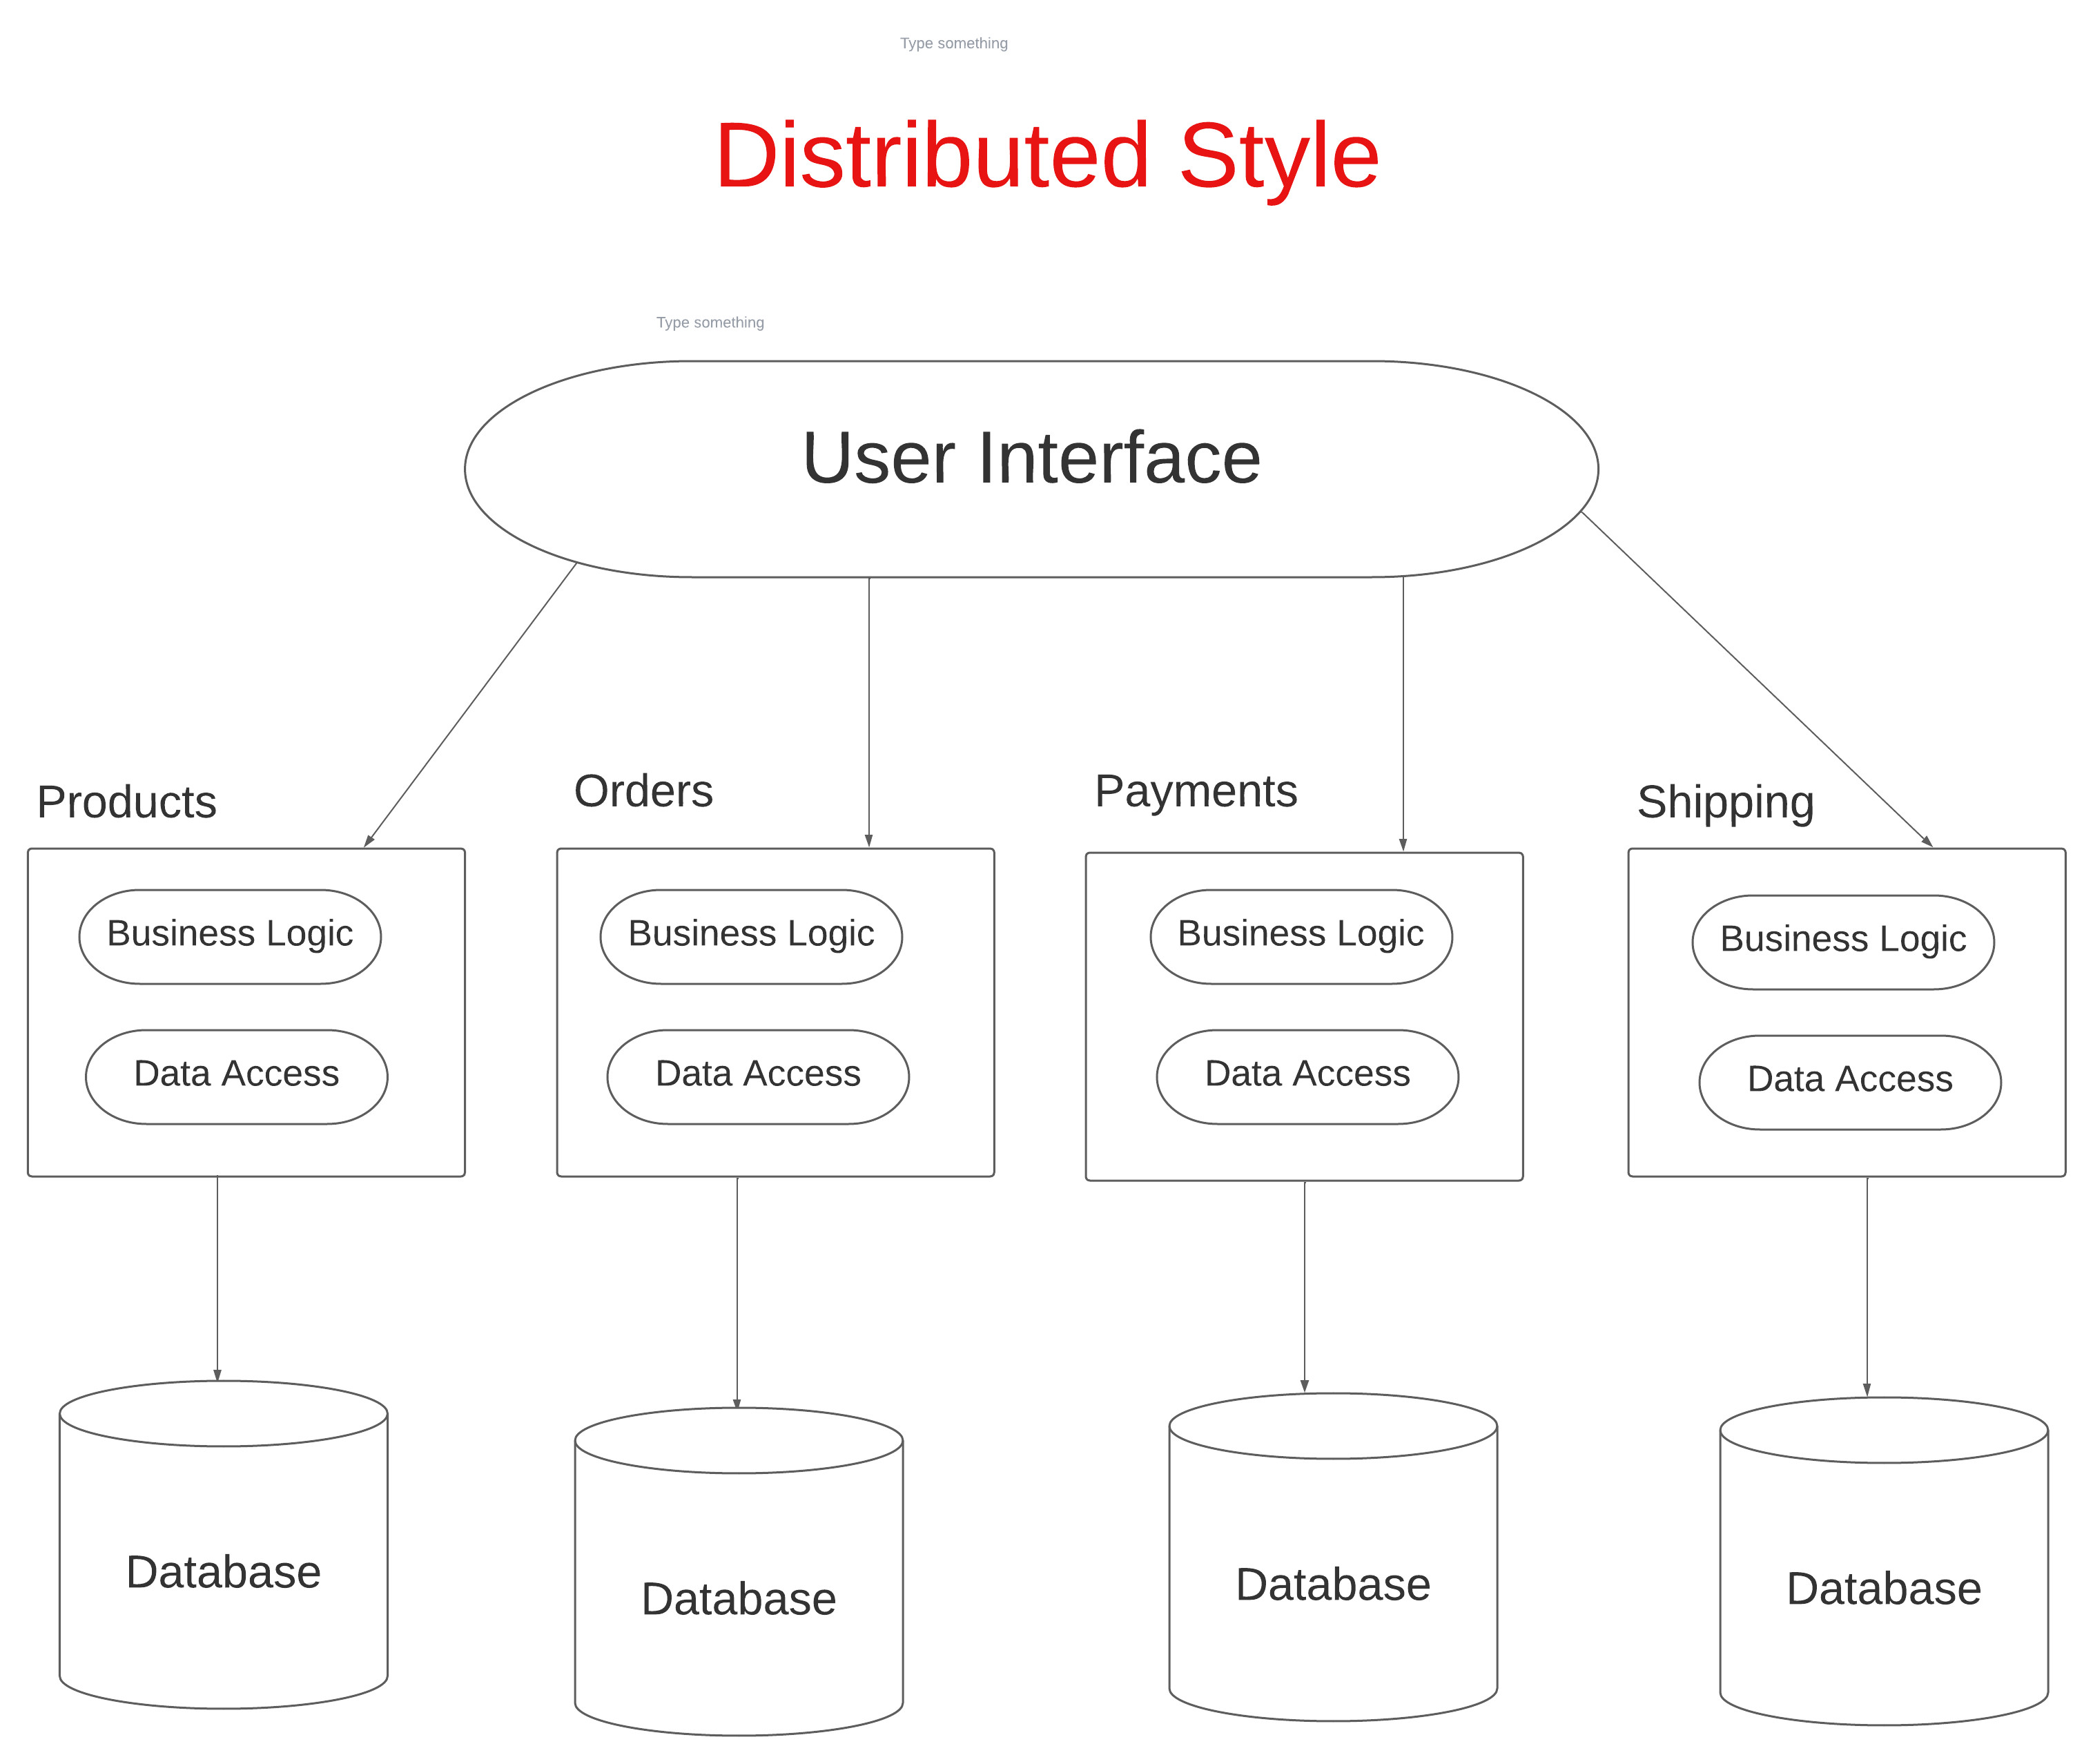 Type something
Distributed Style
Type something
User Interface
Products
Orders
Payments
Shipping
Business Logic
Business Logic
Business Logic
Business Logic
Data Access
Data Access
Data Access
Data Access
Database
Database
Database
Database